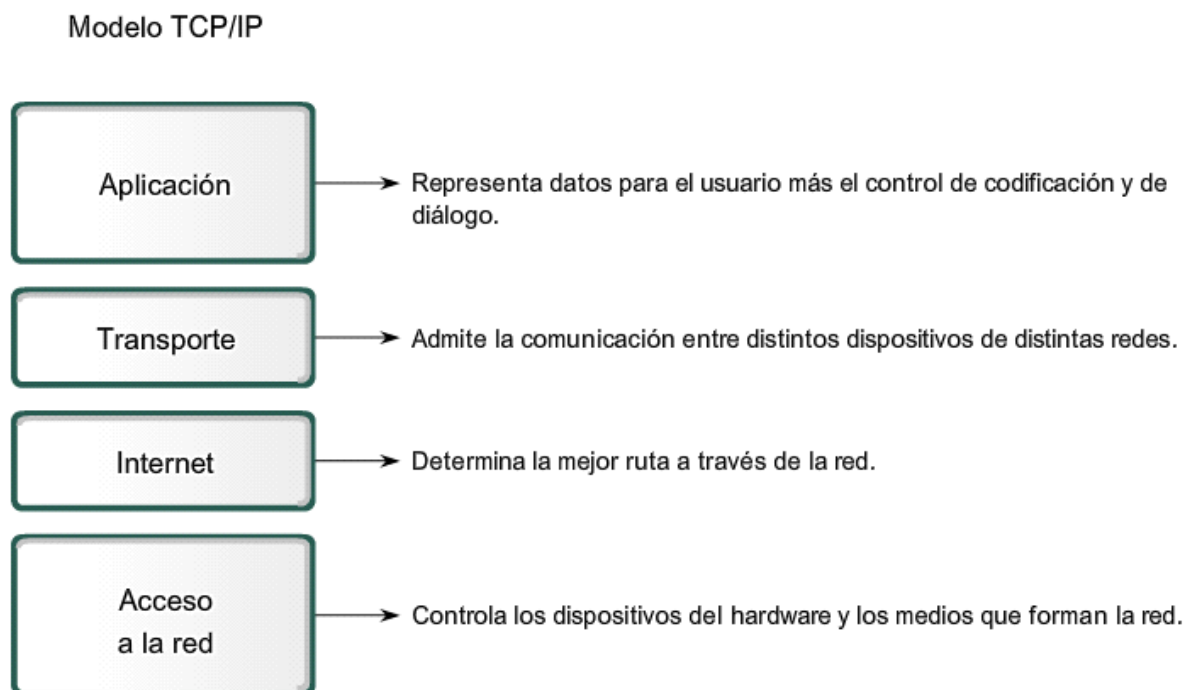 Modelo TCP/IP
Aplicación
Representa datos para el usuario más el control de codificación y de
diálogo.
Transporte
Admite la comunicación entre distintos dispositivos de distintas redes.
Internet
Determina la mejor ruta a través de la red.
Acceso
a la red
Controla los dispositivos del hardware y los medios que forman la red.